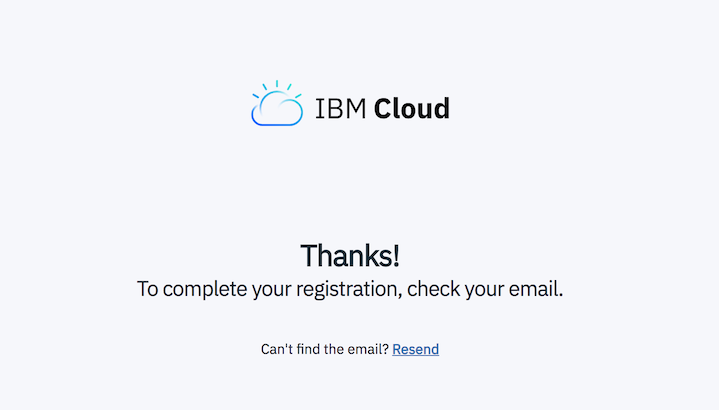 IBM Cloud
Thanks!
To complete your registration, check your email.
Can't find the email? Resend